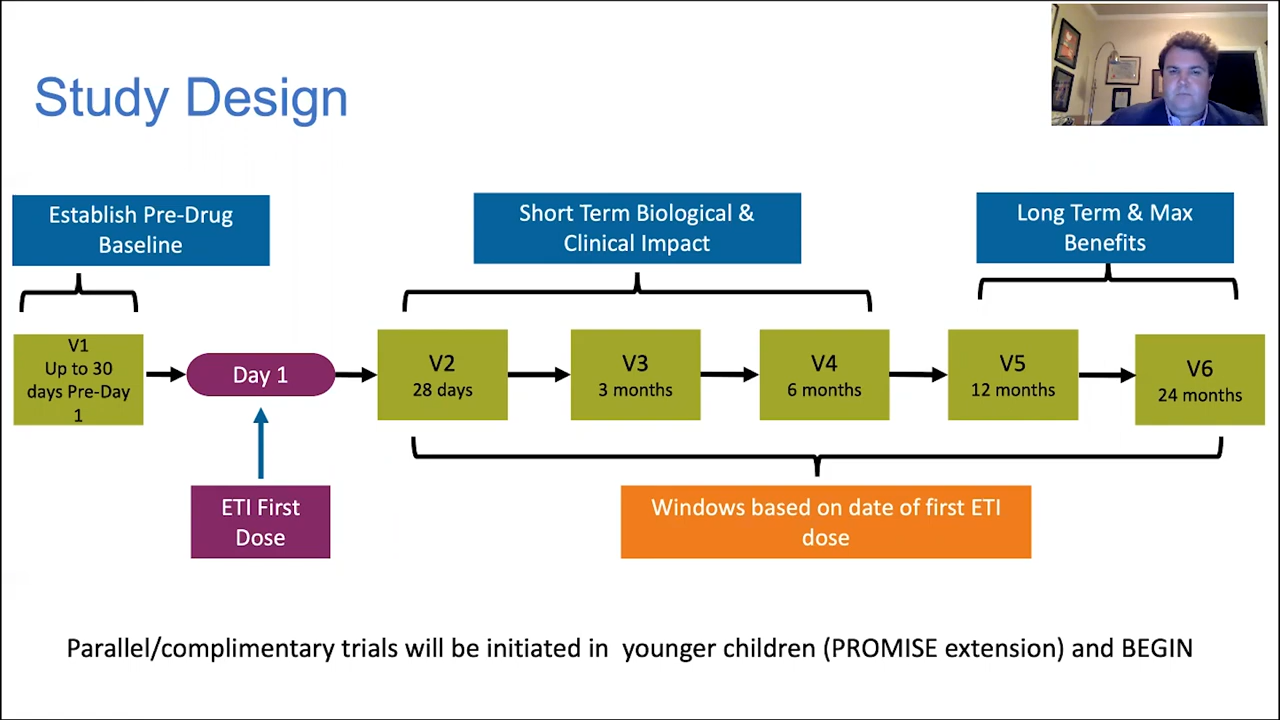 Study Design
Establish Pre-Drug
Baseline
Short Term Biological &
Clinical Impact
Long Term & Max
Benefits
V1
Up to 30
days Pre-Day
1
Day 1
V2
28 days
V3
3 months
V4
6 months
V5
12 months
V6
24 months
ETI First
Dose
Windows based on date of first ETI
dose
Parallel/complimentary trials will be initiated in younger children (PROMISE extension) and BEGIN